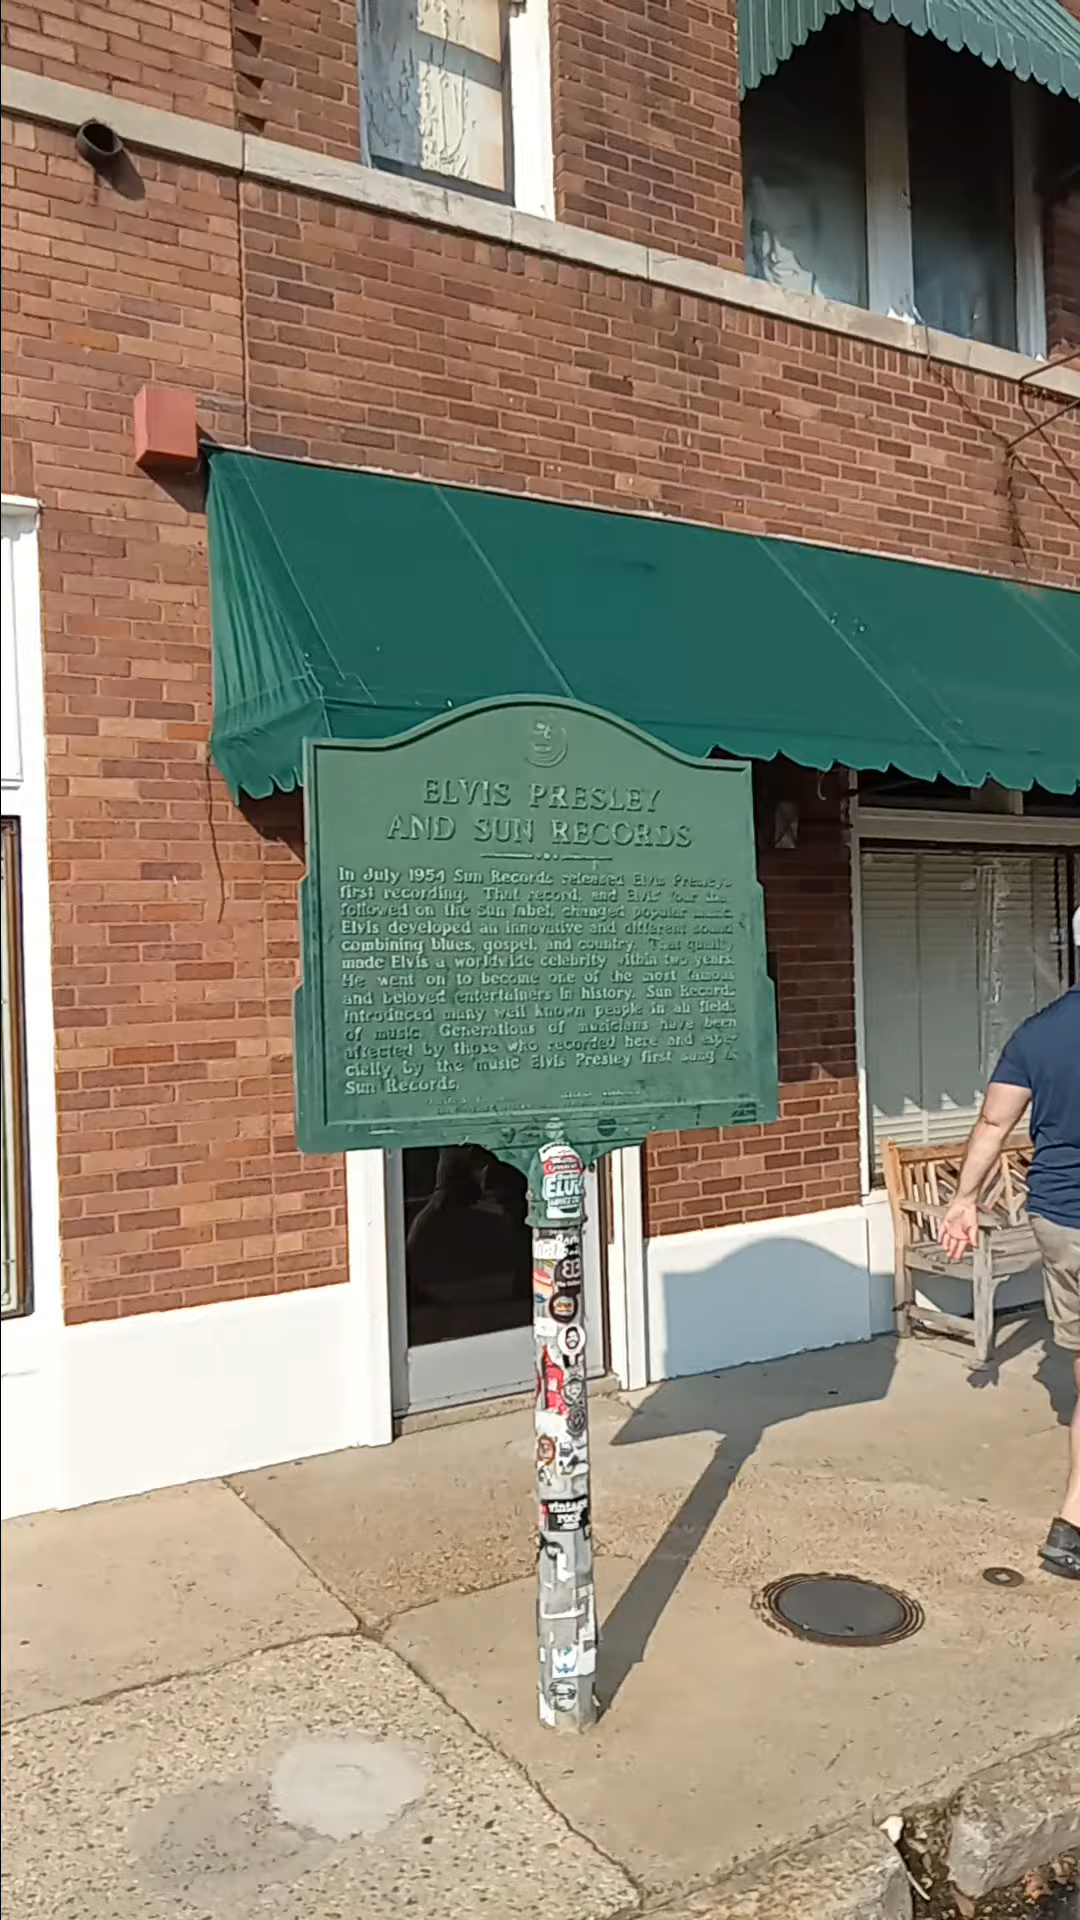 ELVIS PRESLEY
AND SUN RECORDS
In July 1954 Sun Records released Elvis Presley's
first recording. That record, and Elvis' four that
followed on the Sun label, changed popular music.
Elvis developed an innovative and different sound
combining blues, gospel, and country. That quality
made Elvis a worldwide celebrity within two years.
He went on to become one of the most famous
and beloved entertainers in history. Sun Records
introduced many well known people in all fields
of music. Generations of musicians have been
affected by those who recorded here and espe-
cially by the music Elvis Presley first sang at
Sun Records.
vintage
rock